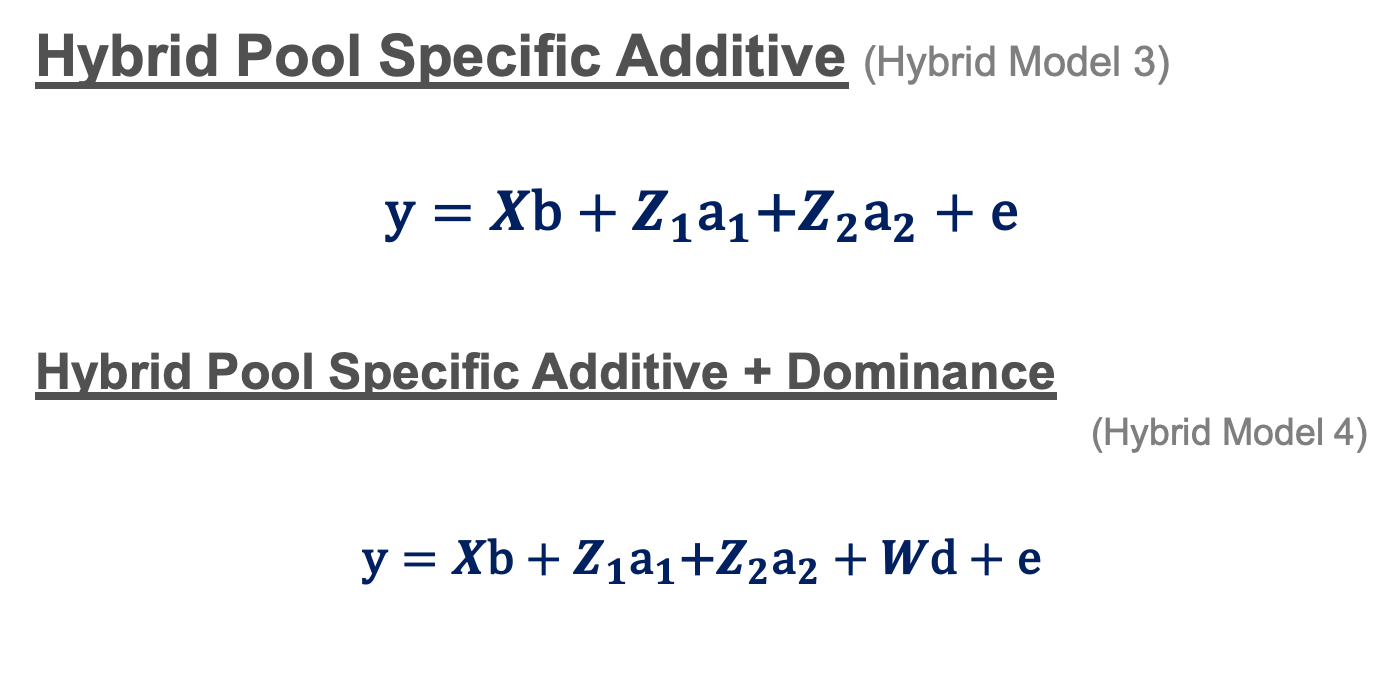 Hybrid Pool Specific Additive (Hybrid Model 3)
y = Xb + Z₁a₁+Z₂a₂ + e
Hybrid Pool Specific Additive + Dominance
(Hybrid Model 4)
y = Xb + Z₁a₁+Z₂a₂ + Wd + e